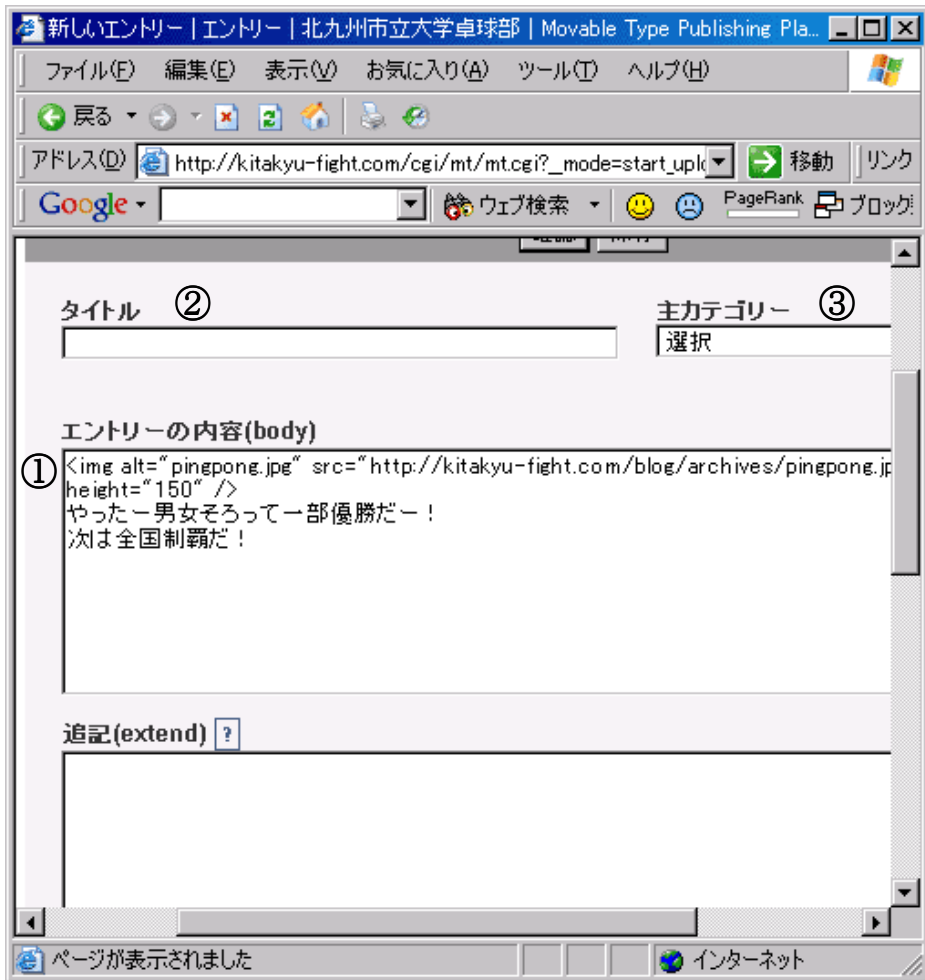 新しいエントリー | エントリー | 北九州市立大学卓球部 | Movable Type Publishing Pla...
ファイル(F) 編集(E) 表示(V) お気に入り(A) ツール(T) ヘルプ(H)
戻る
アドレス(D) http://kitakyu-fight.com/cgi/mt/mt.cgi?_mode=start_uplo 移動 リンク
Google ウェブ検索 PageRank ブロック
タイトル ② 主カテゴリー ③
選択
エントリーの内容(body)
① <img alt="pingpong.jpg" src="http://kitakyu-fight.com/blog/archives/pingpong.jp
height="150" />
やったー男女そろって一部優勝だー！
次は全国制覇だ！
追記(extend) ?
ページが表示されました インターネット